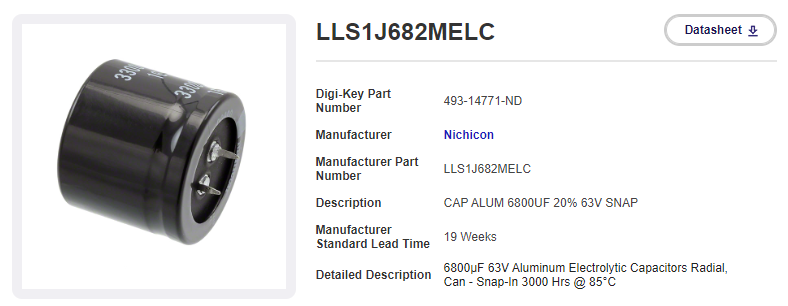 LLS1J682MELC
Datasheet
Digi-Key Part
Number
493-14771-ND
Manufacturer
Nichicon
Manufacturer Part
Number
LLS1J682MELC
Description
CAP ALUM 6800UF 20% 63V SNAP
Manufacturer
Standard Lead Time
19 Weeks
Detailed Description
6800µF 63V Aluminum Electrolytic Capacitors Radial,
Can - Snap-In 3000 Hrs @ 85°C